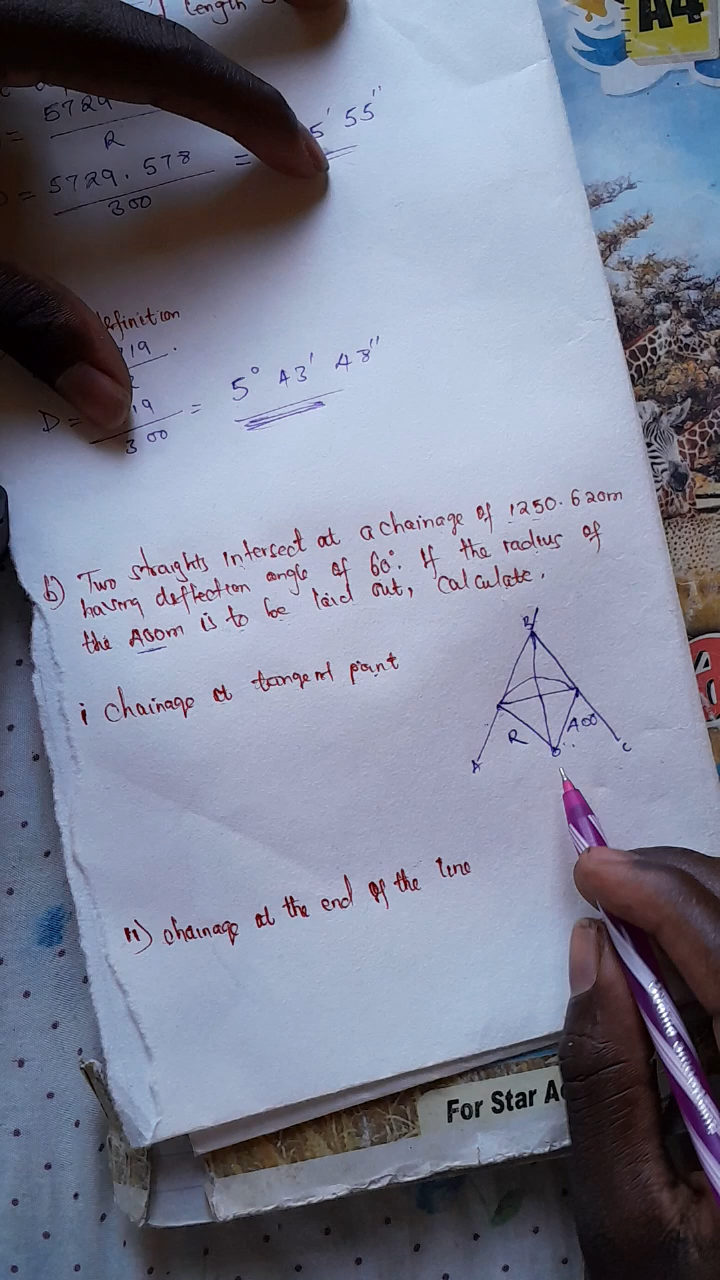 length
A4
5729
R
= 5' 55"
= 5729.578
300
definition
19
D = 19 = 5° 43' 48"
300
b) Two straights intersect at a chainage of 1250.620m
having deflection angle of 60°. If the radius of
the 400m is to be laid out, calculate.
i chainage at tangent point
B
R
400
A
O
C
ii) chainage at the end of the line
For Star A